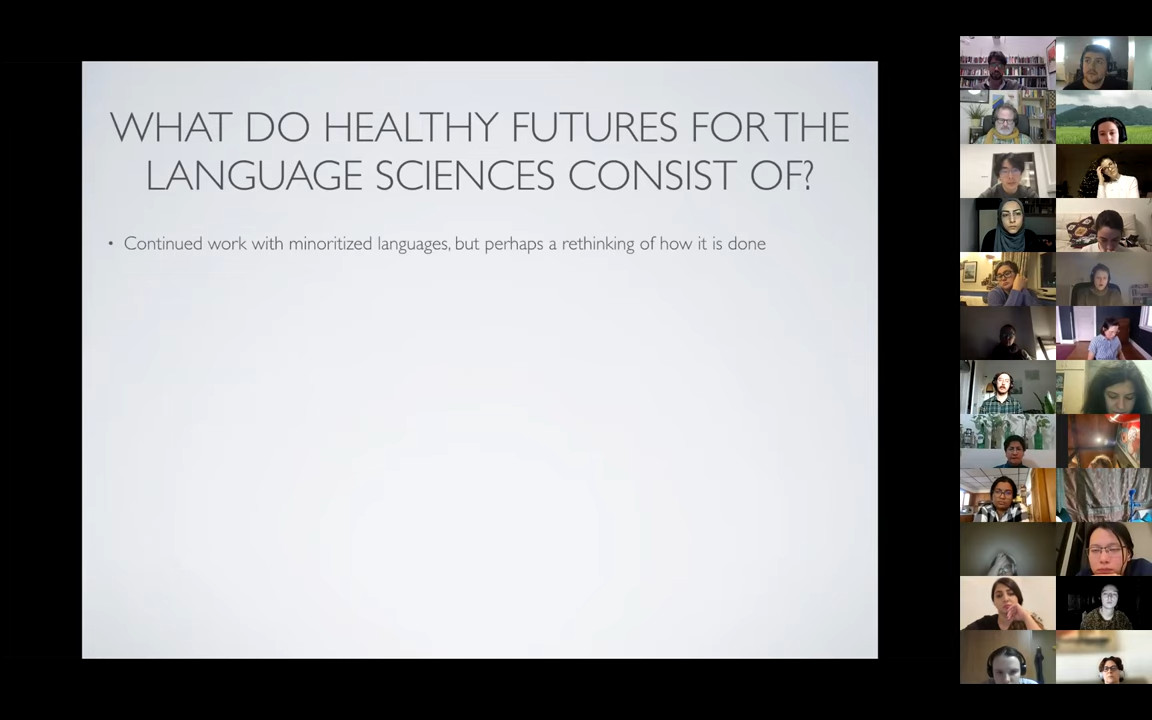 WHAT DO HEALTHY FUTURES FOR THE
LANGUAGE SCIENCES CONSIST OF?
• Continued work with minoritized languages, but perhaps a rethinking of how it is done